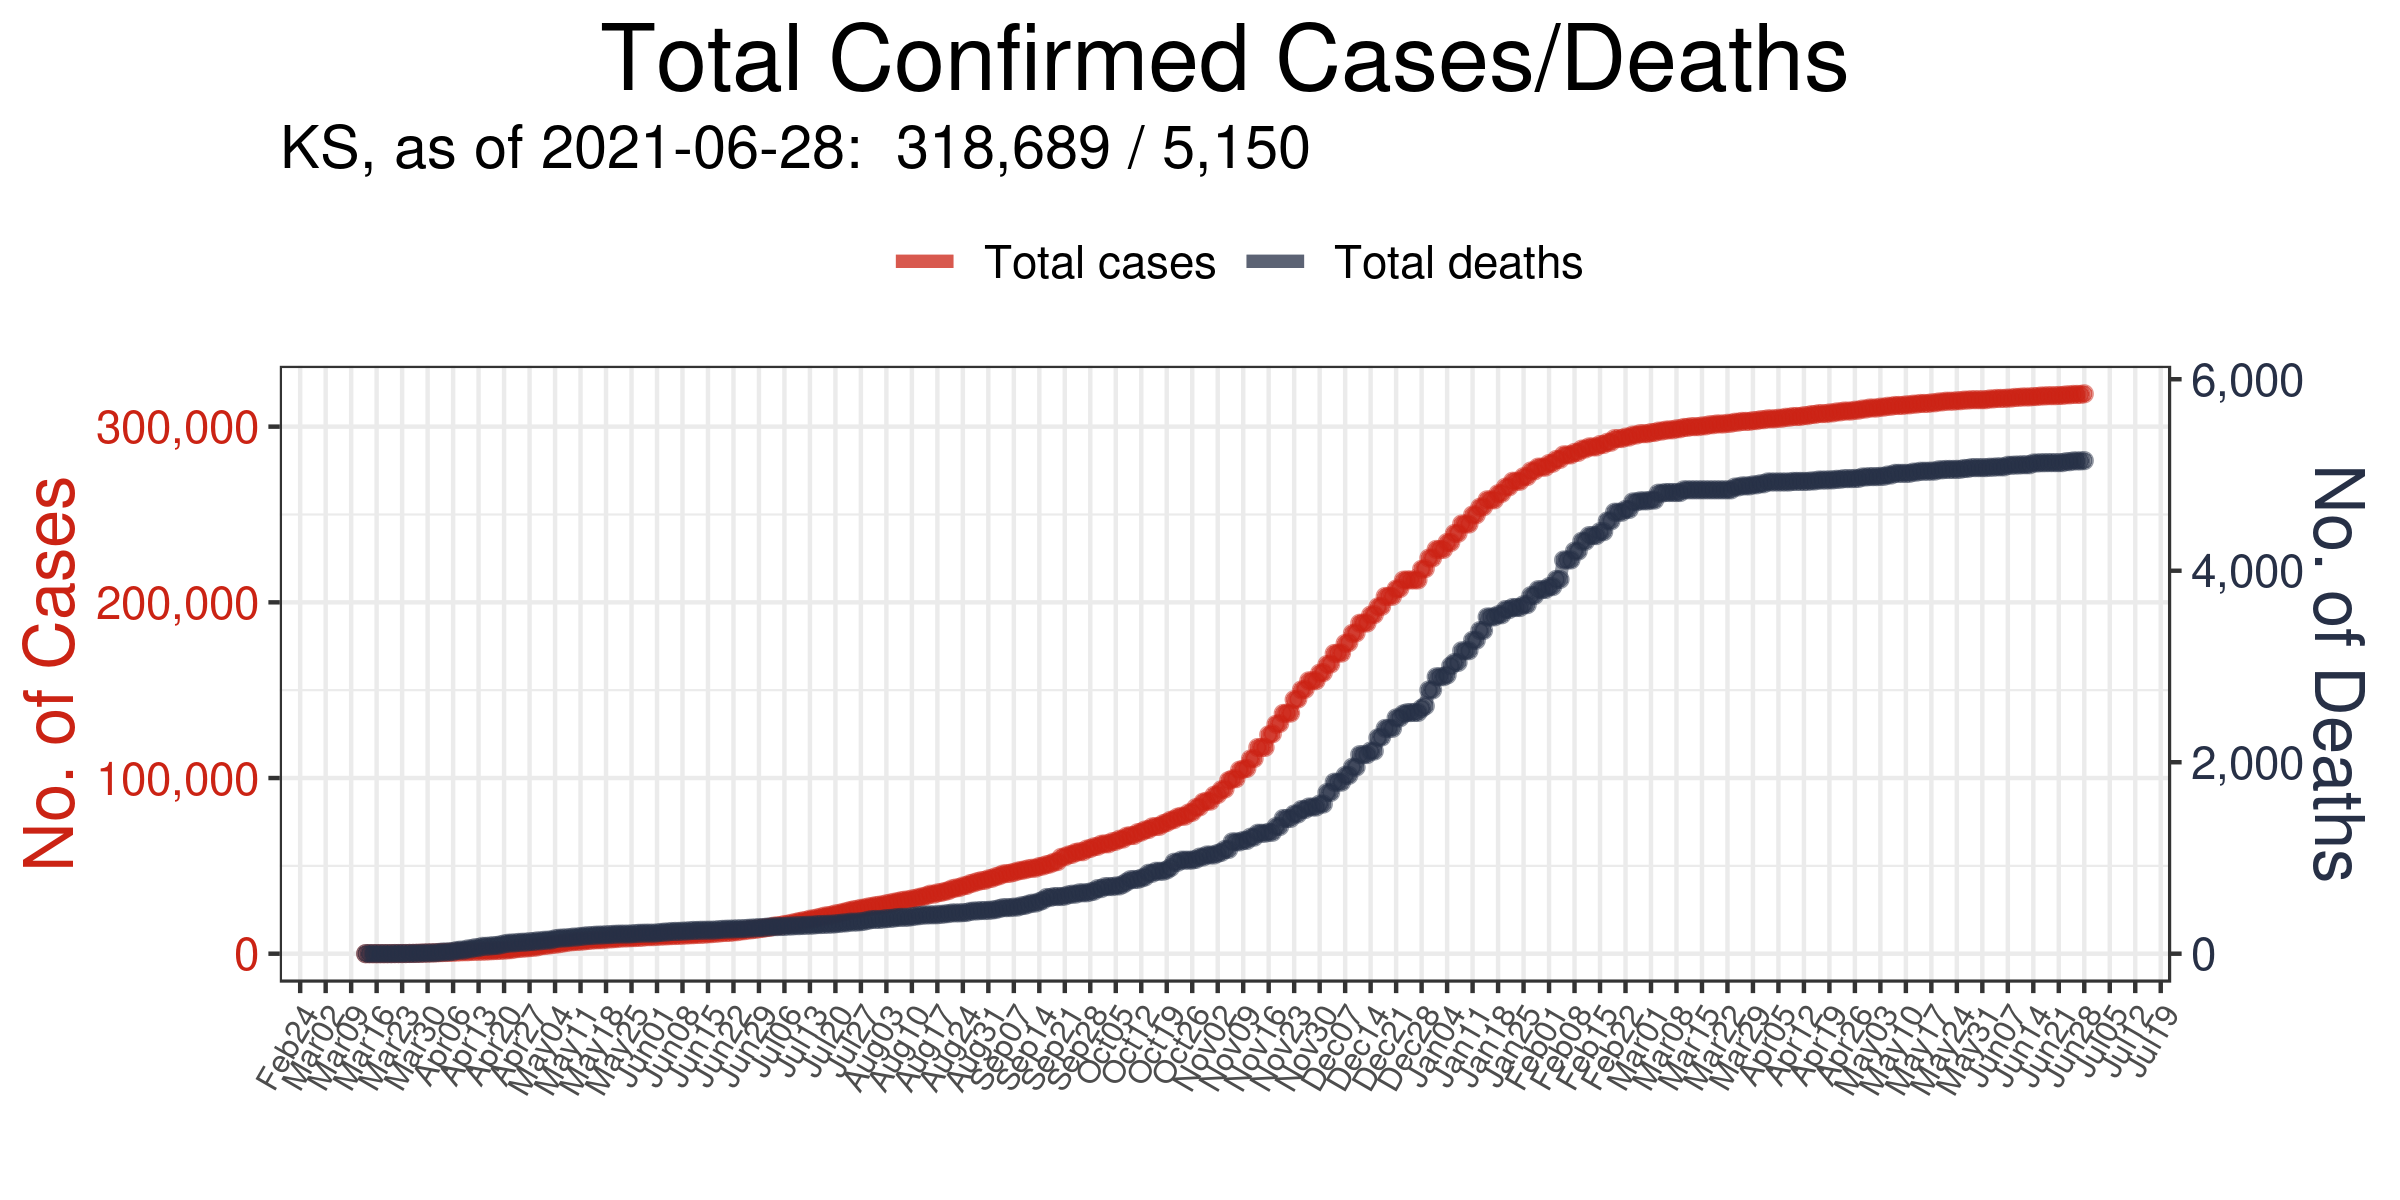 Total Confirmed Cases/Deaths
KS, as of 2021-06-28:  318,689 / 5,150
Total cases
Total deaths
No. of Cases
300,000
200,000
100,000
0
6,000
4,000
2,000
0
No. of Deaths
Feb24
Mar02
Mar09
Mar16
Mar23
Mar30
Apr06
Apr13
Apr20
Apr27
May04
May11
May18
May25
Jun01
Jun08
Jun15
Jun22
Jun29
Jul06
Jul13
Jul20
Jul27
Aug03
Aug10
Aug17
Aug24
Aug31
Sep07
Sep14
Sep21
Sep28
Oct05
Oct12
Oct19
Oct26
Nov02
Nov09
Nov16
Nov23
Nov30
Dec07
Dec14
Dec21
Dec28
Jan04
Jan11
Jan18
Jan25
Feb01
Feb08
Feb15
Feb22
Mar01
Mar08
Mar15
Mar22
Mar29
Apr05
Apr12
Apr19
Apr26
May03
May10
May17
May24
May31
Jun07
Jun14
Jun21
Jun28
Jul05
Jul12
Jul19